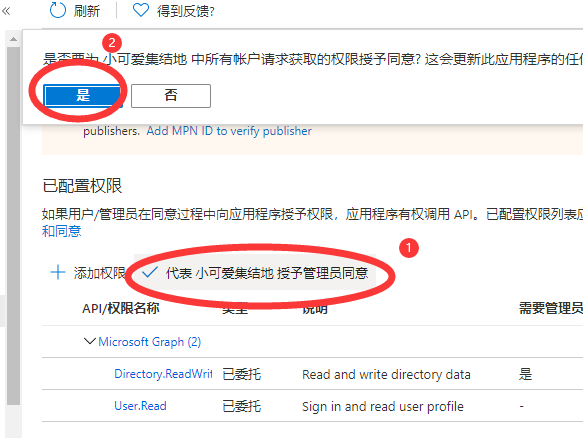 «
刷新
得到反馈?
2
是否要为 小可爱集结地 中所有帐户请求获取的权限授予同意? 这会更新此应用程序的任
是
否
publishers. Add MPN ID to verify publisher
已配置权限
如果用户/管理员在同意过程中向应用程序授予权限，应用程序有权调用 API。已配置权限列表
和同意
1
添加权限
代表 小可爱集结地 授予管理员同意
API/权限名称 类型 说明 需要管理员
Microsoft Graph (2)
Directory.ReadWrit 已委托 Read and write directory data 是
User.Read 已委托 Sign in and read user profile -